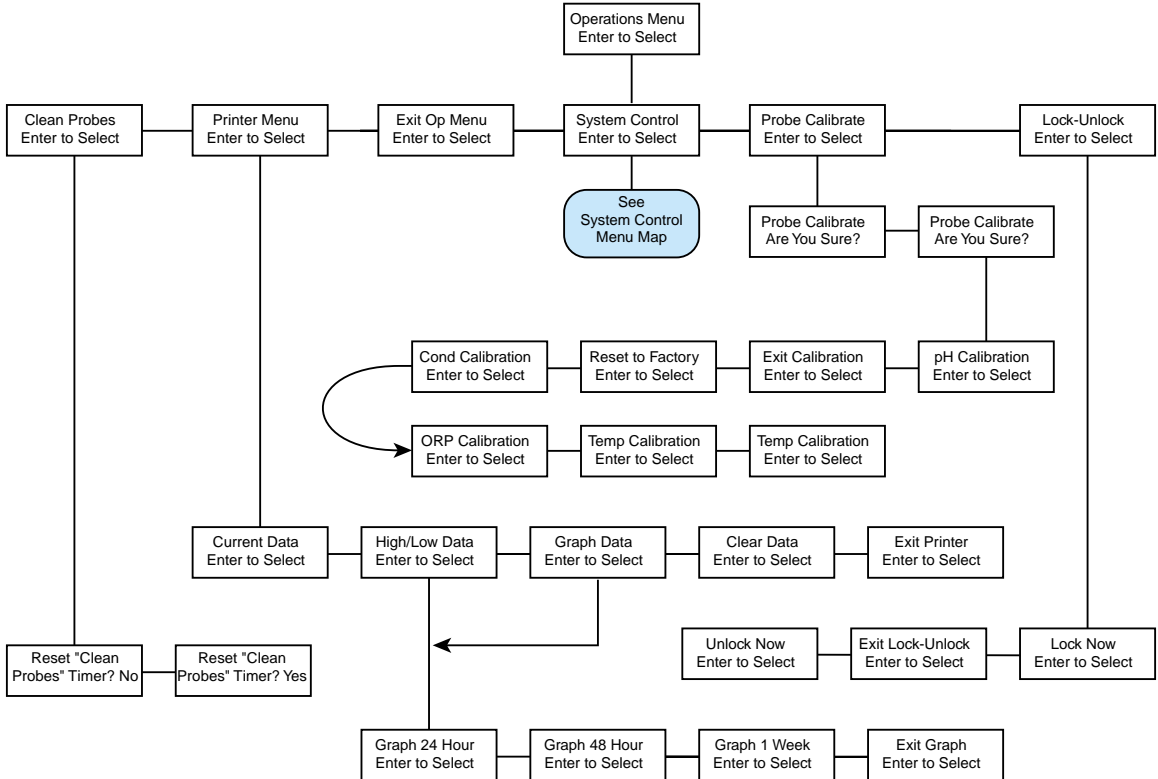 Operations Menu
Enter to Select
Clean Probes
Enter to Select
Printer Menu
Enter to Select
Exit Op Menu
Enter to Select
System Control
Enter to Select
Probe Calibrate
Enter to Select
Lock-Unlock
Enter to Select
See
System Control
Menu Map
Probe Calibrate
Are You Sure?
Probe Calibrate
Are You Sure?
Cond Calibration
Enter to Select
Reset to Factory
Enter to Select
Exit Calibration
Enter to Select
pH Calibration
Enter to Select
ORP Calibration
Enter to Select
Temp Calibration
Enter to Select
Temp Calibration
Enter to Select
Current Data
Enter to Select
High/Low Data
Enter to Select
Graph Data
Enter to Select
Clear Data
Enter to Select
Exit Printer
Enter to Select
Reset "Clean
Probes" Timer? No
Reset "Clean
Probes" Timer? Yes
Unlock Now
Enter to Select
Exit Lock-Unlock
Enter to Select
Lock Now
Enter to Select
Graph 24 Hour
Enter to Select
Graph 48 Hour
Enter to Select
Graph 1 Week
Enter to Select
Exit Graph
Enter to Select